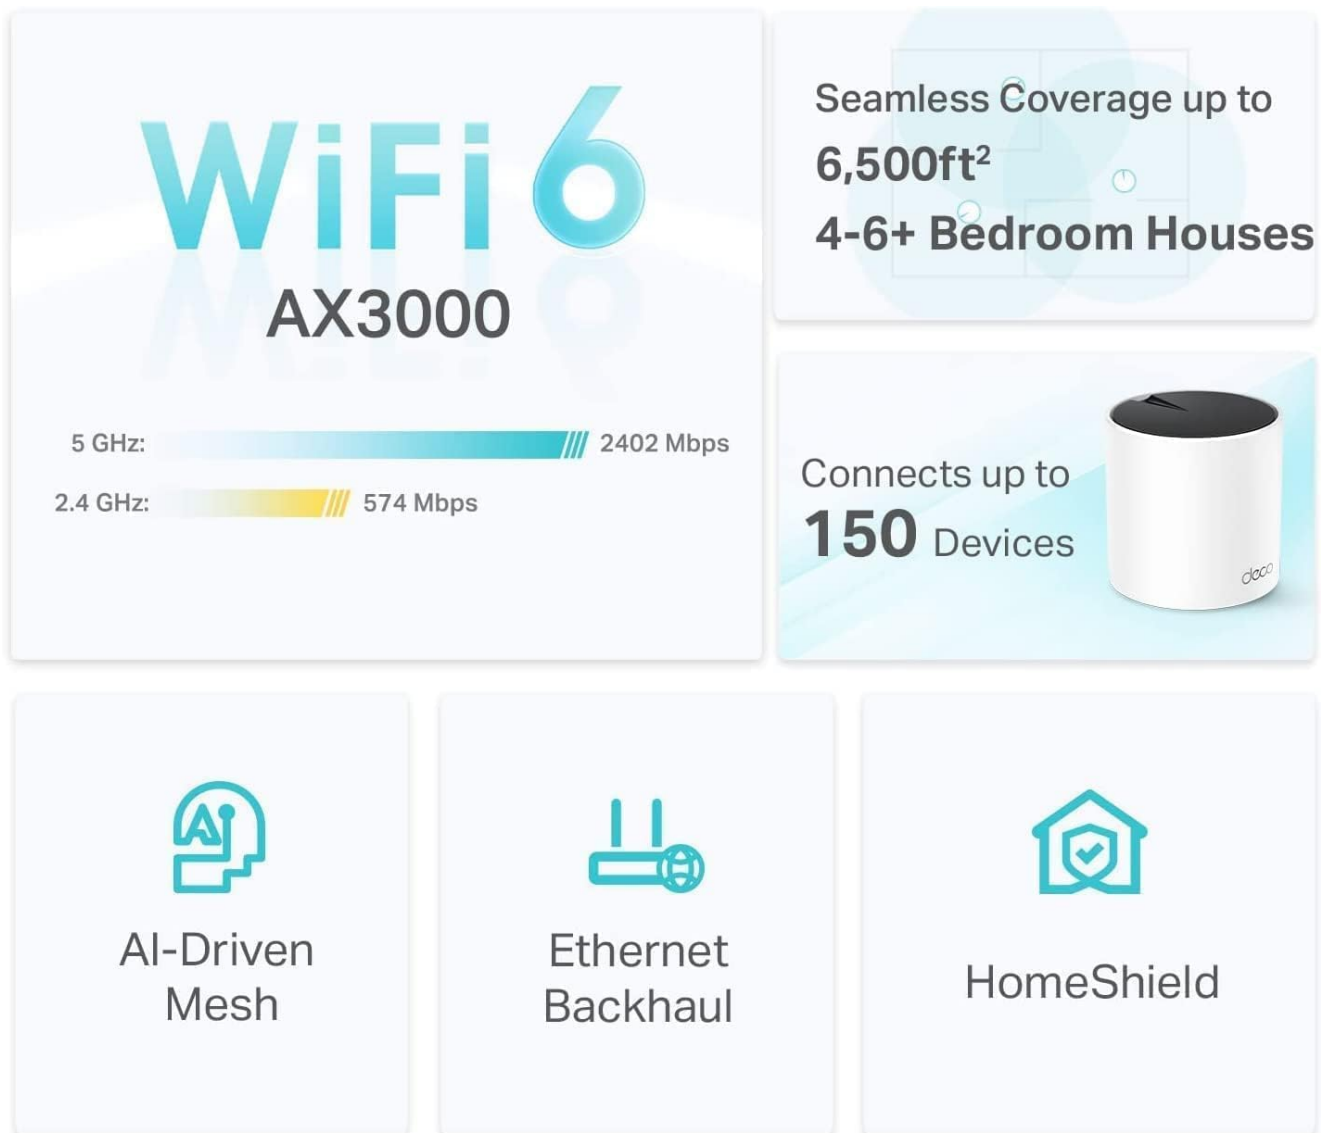 WiFi 6
AX3000
5 GHz: 2402 Mbps
2.4 GHz: 574 Mbps
Seamless Coverage up to
6,500ft²
4-6+ Bedroom Houses
Connects up to
150 Devices
deco
AI
AI-Driven
Mesh
Ethernet
Backhaul
HomeShield